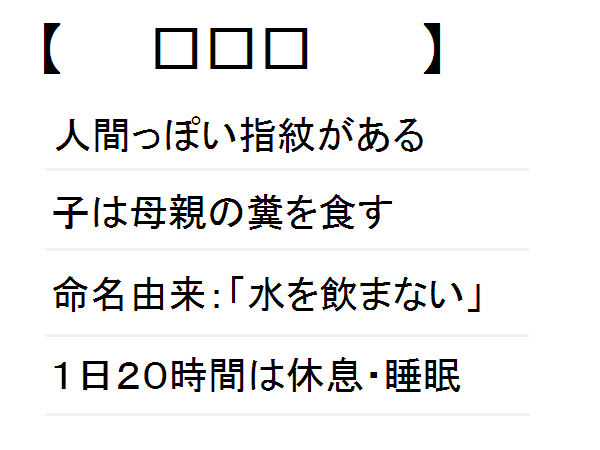 【 □□□ 】
人間っぽい指紋がある
子は母親の糞を食す
命名由来:「水を飲まない」
1日20時間は休息・睡眠